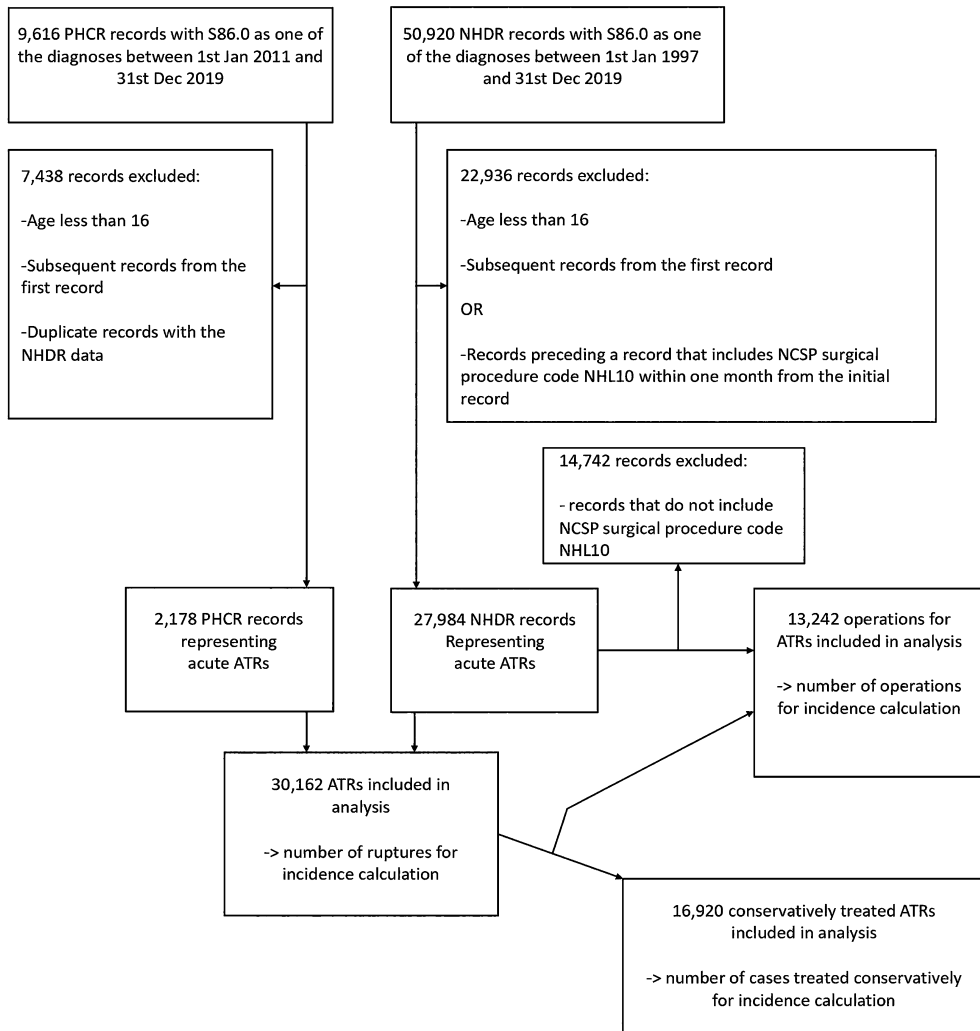 9,616 PHCR records with S86.0 as one
of the diagnoses between 1st Jan 2011 and
31st Dec 2019
50,920 NHDR records with S86.0 as one
of the diagnoses between 1st Jan 1997
and 31st Dec 2019
7,438 records excluded:
-Age less than 16
-Subsequent records from the
first record
-Duplicate records with the
NHDR data
22,936 records excluded:
-Age less than 16
-Subsequent records from the first record
OR
-Records preceding a record that includes NCSP surgical
procedure code NHL10 within one month from the initial
record
14,742 records excluded:
- records that do not include
NCSP surgical procedure code
NHL10
2,178 PHCR records
representing
acute ATRs
27,984 NHDR records
Representing
acute ATRs
13,242 operations for
ATRs included in analysis
-> number of operations
for incidence calculation
30,162 ATRs included in
analysis
-> number of ruptures for
incidence calculation
16,920 conservatively treated ATRs
included in analysis
-> number of cases treated conservatively
for incidence calculation